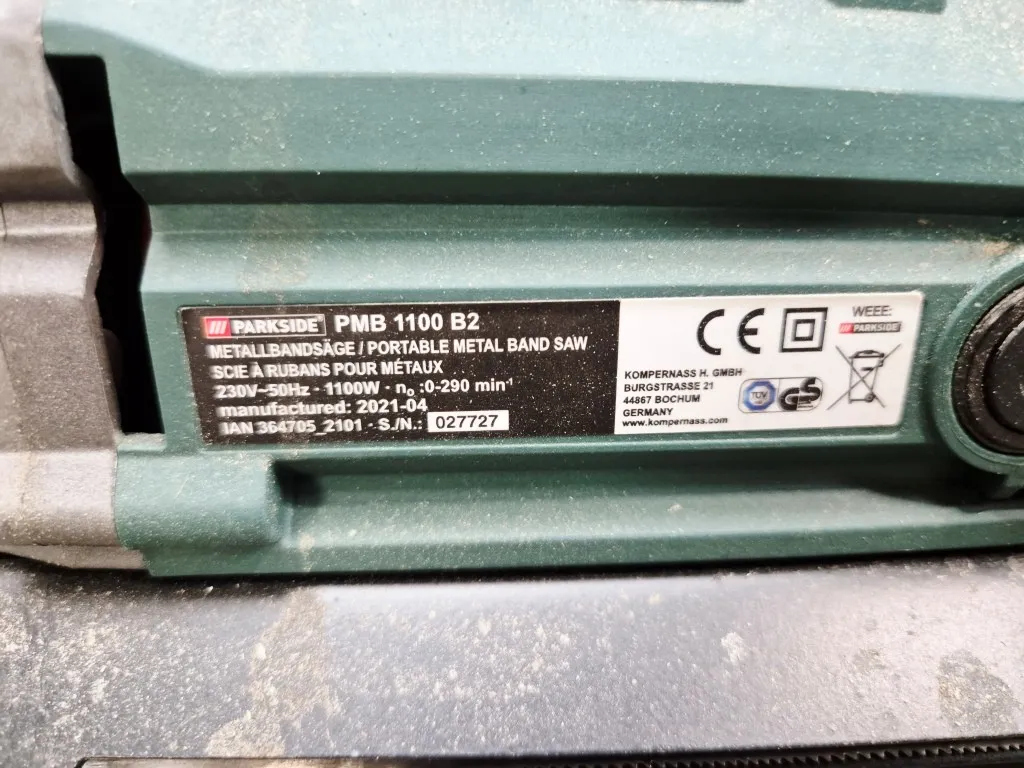 PARKSIDE® PMB 1100 B2
METALLBANDSÄGE / PORTABLE METAL BAND SAW
SCIE À RUBANS POUR MÉTAUX
230V~50Hz · 1100W · n₀ :0-290 min⁻¹
manufactured: 2021-04
IAN 364705_2101 · S./N.: 027727
CE
KOMPERNASS H. GMBH
BURGSTRASSE 21
44867 BOCHUM
GERMANY
www.kompernass.com
TÜV
GS
WEEE:
PARKSIDE®